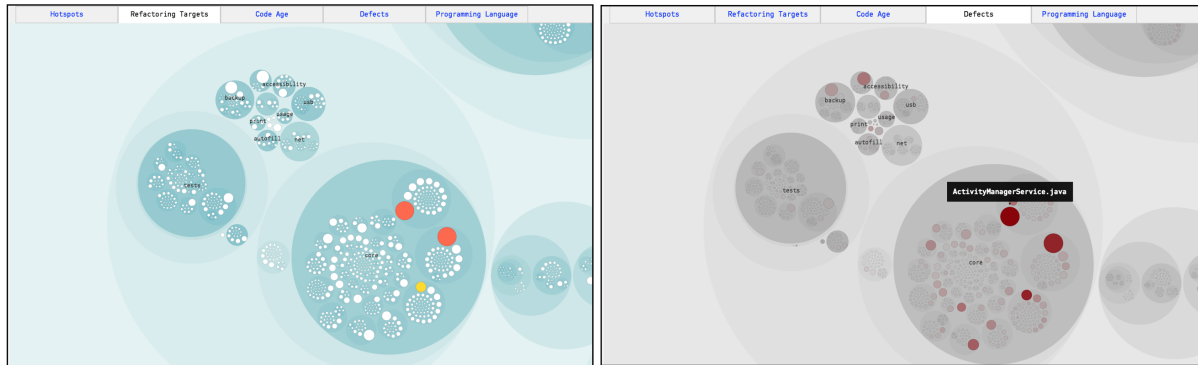 Hotspots
Refactoring Targets
Code Age
Defects
Programming Language
accessibility
backup
usb
usage
print
autofill
net
tests
core
Hotspots
Refactoring Targets
Code Age
Defects
Programming Language
accessibility
backup
usb
usage
print
autofill
net
tests
ActivityManagerService.java
core